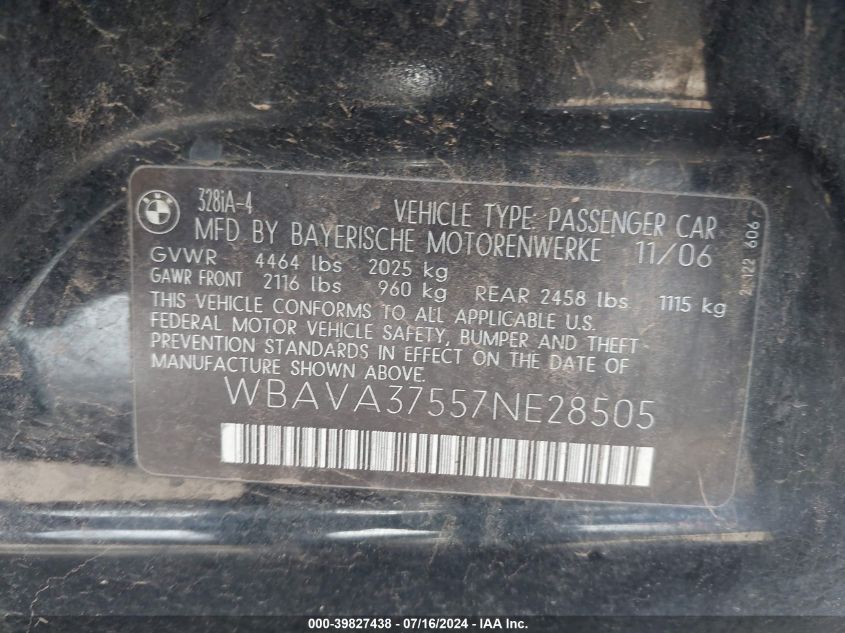 328iA-4
VEHICLE TYPE PASSENGER CAR
MFD BY BAYERISCHE MOTORENWERKE 11/06
GVWR 4464 lbs 2025 kg
GAWR FRONT 2116 lbs 960 kg REAR 2458 lbs 1115 kg
THIS VEHICLE CONFORMS TO ALL APPLICABLE U.S.
FEDERAL MOTOR VEHICLE SAFETY, BUMPER AND THEFT
PREVENTION STANDARDS IN EFFECT ON THE DATE OF
MANUFACTURE SHOWN ABOVE.
WBAVA37557NE28505
122 606
000-39827438 - 07/16/2024 - IAA Inc.